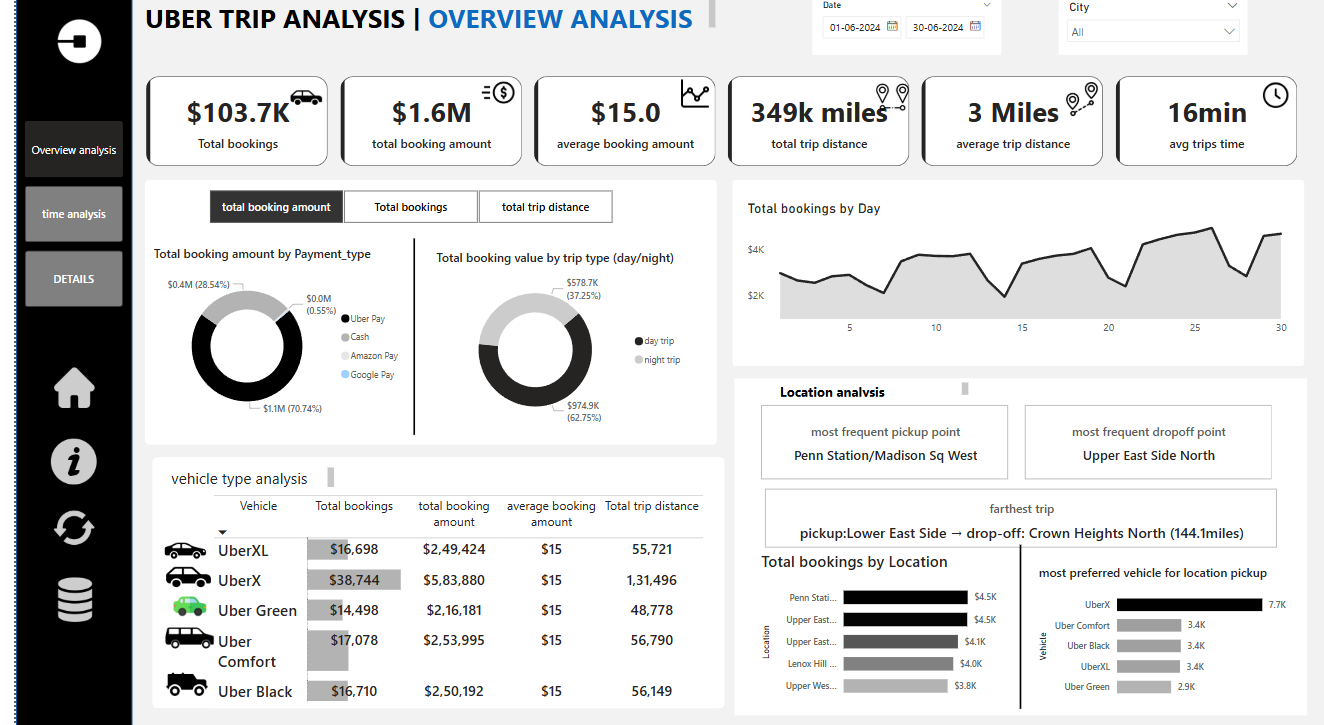 UBER TRIP ANALYSIS | OVERVIEW ANALYSIS
Date
01-06-2024
30-06-2024
City
All
Overview analysis
time analysis
DETAILS
$103.7K
Total bookings
$1.6M
total booking amount
$15.0
average booking amount
349k miles
total trip distance
3 Miles
average trip distance
16min
avg trips time
total booking amount
Total bookings
total trip distance
Total booking amount by Payment_type
$0.4M (28.54%)
$0.0M
(0.55%)
$1.1M (70.74%)
Uber Pay
Cash
Amazon Pay
Google Pay
Total booking value by trip type (day/night)
$578.7K
(37.25%)
$974.9K
(62.75%)
day trip
night trip
Total bookings by Day
$4K
$2K
5 10 15 20 25 30
vehicle type analysis
Vehicle Total bookings total booking amount average booking amount Total trip distance
UberXL $16,698 $2,49,424 $15 55,721
UberX $38,744 $5,83,880 $15 1,31,496
Uber Green $14,498 $2,16,181 $15 48,778
Uber Comfort $17,078 $2,53,995 $15 56,790
Uber Black $16,710 $2,50,192 $15 56,149
Location analysis
most frequent pickup point
Penn Station/Madison Sq West
most frequent dropoff point
Upper East Side North
farthest trip
pickup:Lower East Side → drop-off: Crown Heights North (144.1miles)
Total bookings by Location
Location
Penn Stati... $4.5K
Upper East... $4.5K
Upper East... $4.1K
Lenox Hill ... $4.0K
Upper Wes... $3.8K
most preferred vehicle for location pickup
Vehicle
UberX 7.7K
Uber Comfort 3.4K
Uber Black 3.4K
UberXL 3.4K
Uber Green 2.9K